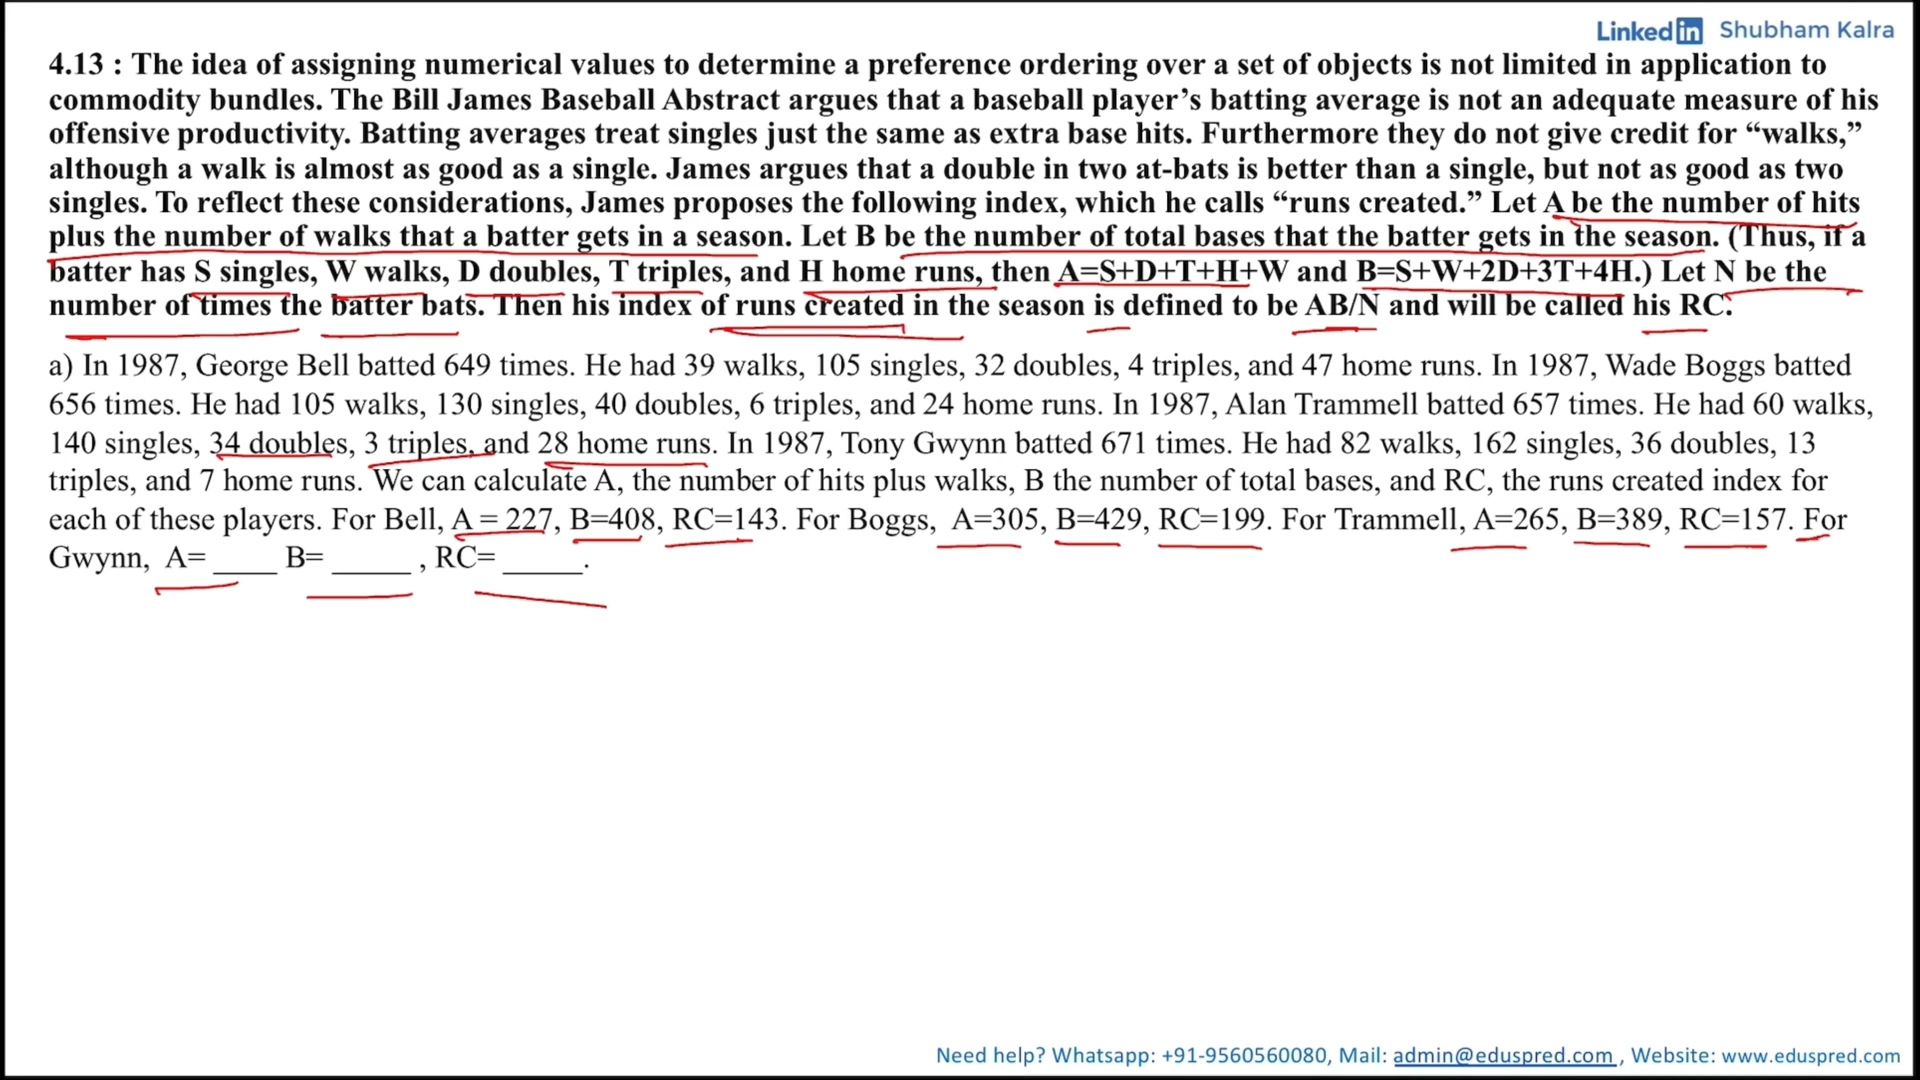 Linked in Shubham Kalra
4.13 : The idea of assigning numerical values to determine a preference ordering over a set of objects is not limited in application to
commodity bundles. The Bill James Baseball Abstract argues that a baseball player’s batting average is not an adequate measure of his
offensive productivity. Batting averages treat singles just the same as extra base hits. Furthermore they do not give credit for “walks,”
although a walk is almost as good as a single. James argues that a double in two at-bats is better than a single, but not as good as two
singles. To reflect these considerations, James proposes the following index, which he calls “runs created.” Let A be the number of hits
plus the number of walks that a batter gets in a season. Let B be the number of total bases that the batter gets in the season. (Thus, if a
batter has S singles, W walks, D doubles, T triples, and H home runs, then A=S+D+T+H+W and B=S+W+2D+3T+4H.) Let N be the
number of times the batter bats. Then his index of runs created in the season is defined to be AB/N and will be called his RC.
a) In 1987, George Bell batted 649 times. He had 39 walks, 105 singles, 32 doubles, 4 triples, and 47 home runs. In 1987, Wade Boggs batted
656 times. He had 105 walks, 130 singles, 40 doubles, 6 triples, and 24 home runs. In 1987, Alan Trammell batted 657 times. He had 60 walks,
140 singles, 34 doubles, 3 triples, and 28 home runs. In 1987, Tony Gwynn batted 671 times. He had 82 walks, 162 singles, 36 doubles, 13
triples, and 7 home runs. We can calculate A, the number of hits plus walks, B the number of total bases, and RC, the runs created index for
each of these players. For Bell, A = 227, B=408, RC=143. For Boggs, A=305, B=429, RC=199. For Trammell, A=265, B=389, RC=157. For
Gwynn, A= ____ B= _____ , RC= _____.
Need help? Whatsapp: +91-9560560080, Mail: admin@eduspred.com , Website: www.eduspred.com